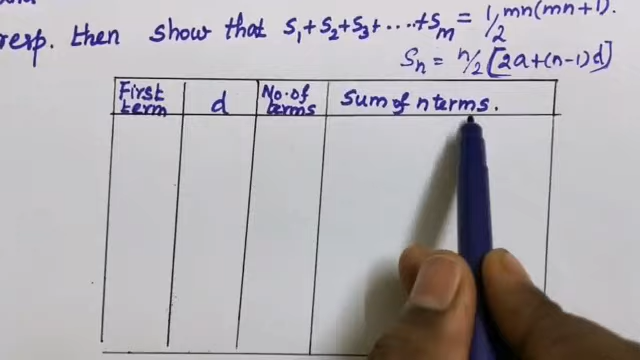 resp. then show that S₁+S₂+S₃+....+Sₘ = 1/2 mn(mn+1).
Sₙ = n/2 [2a+(n-1)d]
First term d No. of terms Sum of n terms.